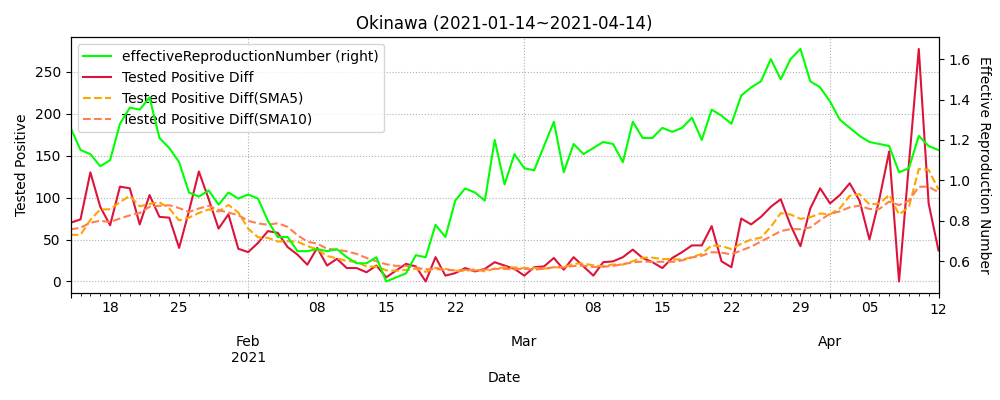 Okinawa (2021-01-14~2021-04-14)
effectiveReproductionNumber (right)
Tested Positive Diff
Tested Positive Diff(SMA5)
Tested Positive Diff(SMA10)
Tested Positive
250
200
150
100
50
0
1.6
1.4
1.2
1.0
0.8
0.6
Effective Reproduction Number
18 25 08 15 22 08 15 22 29 05 12
Feb Mar Apr
2021
Date